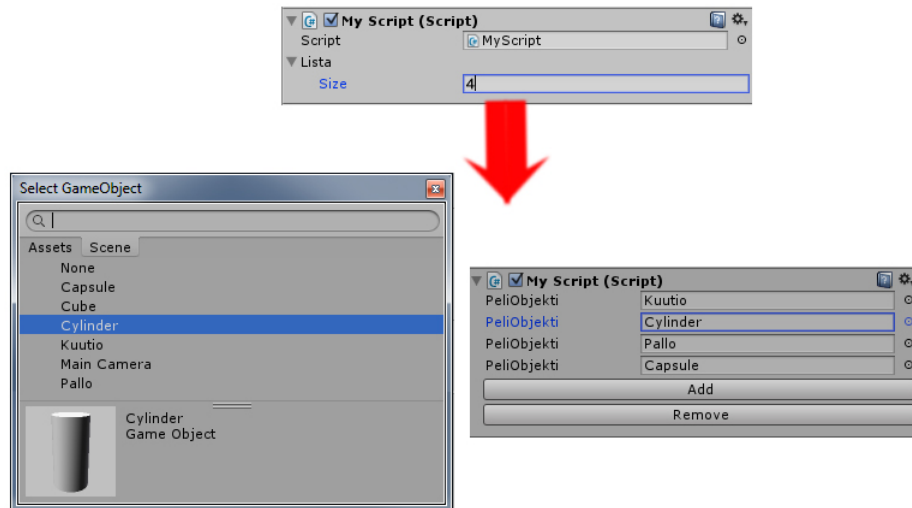 My Script (Script)
Script MyScript
Lista
Size 4
Select GameObject
Assets Scene
None
Capsule
Cube
Cylinder
Kuutio
Main Camera
Pallo
Cylinder
Game Object
My Script (Script)
PeliObjekti Kuutio
PeliObjekti Cylinder
PeliObjekti Pallo
PeliObjekti Capsule
Add
Remove